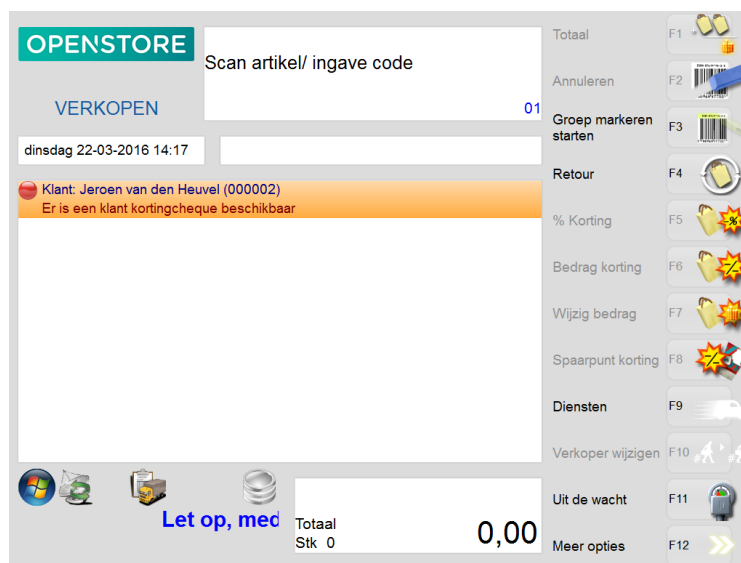 OPENSTORE
Scan artikel/ ingave code
VERKOPEN
01
dinsdag 22-03-2016 14:17
Klant: Jeroen van den Heuvel (000002)
Er is een klant kortingcheque beschikbaar
Let op, med
Totaal
Stk 0
0,00
Totaal F1
Annuleren F2
Groep markeren
starten F3
Retour F4
% Korting F5
Bedrag korting F6
Wijzig bedrag F7
Spaarpunt korting F8
Diensten F9
Verkoper wijzigen F10
Uit de wacht F11
Meer opties F12